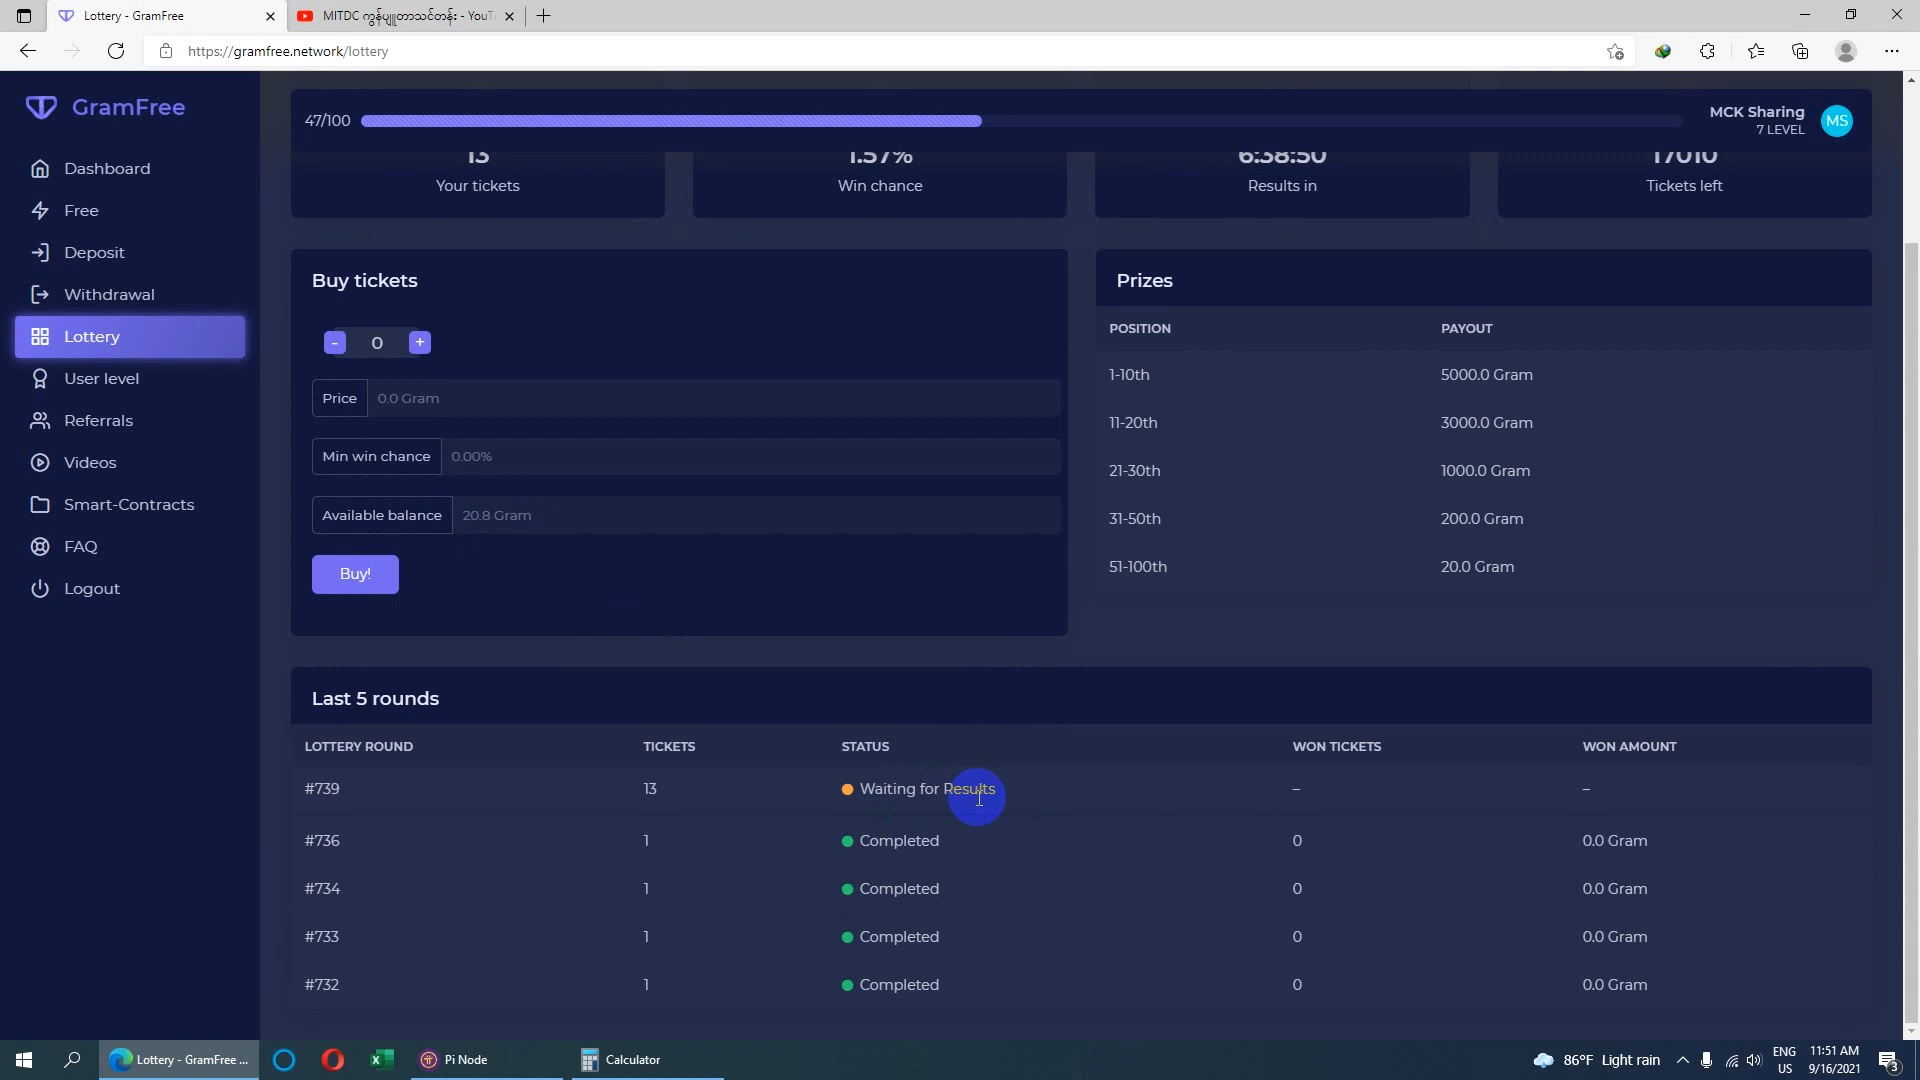 Lottery - GramFree
MITDC ကွန်ပျူတာသင်တန်း - YouT
https://gramfree.network/lottery
GramFree
Dashboard
Free
Deposit
Withdrawal
Lottery
User level
Referrals
Videos
Smart-Contracts
FAQ
Logout
47/100
MCK Sharing
7 LEVEL
MS
13
Your tickets
1.57%
Win chance
6:38:50
Results in
17010
Tickets left
Buy tickets
- 0 +
Price 0.0 Gram
Min win chance 0.00%
Available balance 20.8 Gram
Buy!
Prizes
POSITION PAYOUT
1-10th 5000.0 Gram
11-20th 3000.0 Gram
21-30th 1000.0 Gram
31-50th 200.0 Gram
51-100th 20.0 Gram
Last 5 rounds
LOTTERY ROUND TICKETS STATUS WON TICKETS WON AMOUNT
#739 13 Waiting for Results – –
#736 1 Completed 0 0.0 Gram
#734 1 Completed 0 0.0 Gram
#733 1 Completed 0 0.0 Gram
#732 1 Completed 0 0.0 Gram
Lottery - GramFree ...
Pi Node
Calculator
86°F Light rain
ENG
US
11:51 AM
9/16/2021
3